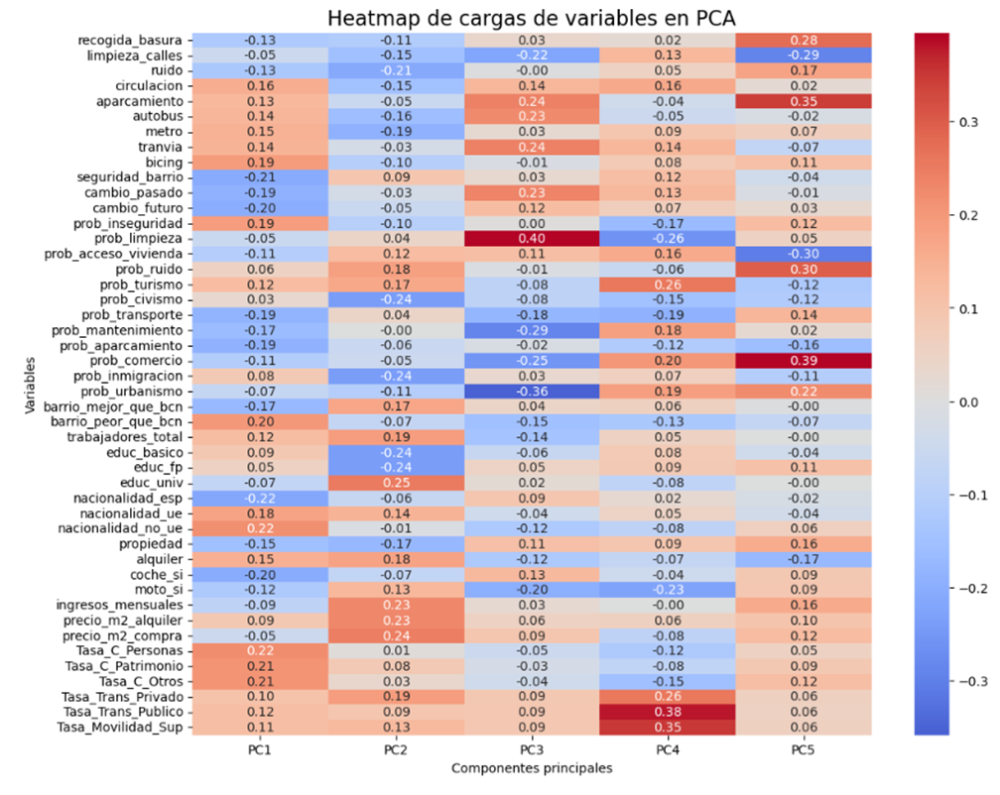 Heatmap de cargas de variables en PCA
recogida_basura -0.13 -0.11 0.03 0.02 0.28
limpieza_calles -0.05 -0.15 -0.22 0.13 -0.29
ruido -0.13 -0.21 -0.00 0.05 0.17
circulacion 0.16 -0.15 0.14 0.16 0.02
aparcamiento 0.13 -0.05 0.24 -0.04 0.35
autobus 0.14 -0.16 0.23 -0.05 -0.02
metro 0.15 -0.19 0.03 0.09 0.07
tranvia 0.14 -0.03 0.24 0.14 -0.07
bicing 0.19 -0.10 -0.01 0.08 0.11
seguridad_barrio -0.21 0.09 0.03 0.12 -0.04
cambio_pasado -0.19 -0.03 0.23 0.13 -0.01
cambio_futuro -0.20 -0.05 0.12 0.07 0.03
prob_inseguridad 0.19 -0.10 0.00 -0.17 0.12
prob_limpieza -0.05 0.04 0.40 -0.26 0.05
prob_acceso_vivienda -0.11 0.12 0.11 0.16 -0.30
prob_ruido 0.06 0.18 -0.01 -0.06 0.30
prob_turismo 0.12 0.17 -0.08 0.26 -0.12
prob_civismo 0.03 -0.24 -0.08 -0.15 -0.12
prob_transporte -0.19 0.04 -0.18 -0.19 0.14
prob_mantenimiento -0.17 -0.00 -0.29 0.18 0.02
prob_aparcamiento -0.19 -0.06 -0.02 -0.12 -0.16
prob_comercio -0.11 -0.05 -0.25 0.20 0.39
prob_inmigracion 0.08 -0.24 0.03 0.07 -0.11
prob_urbanismo -0.07 -0.11 -0.36 0.19 0.22
barrio_mejor_que_bcn -0.17 0.17 0.04 0.06 -0.00
barrio_peor_que_bcn 0.20 -0.07 -0.15 -0.13 -0.07
trabajadores_total 0.12 0.19 -0.14 0.05 -0.00
educ_basico 0.09 -0.24 -0.06 0.08 -0.04
educ_fp 0.05 -0.24 0.05 0.09 0.11
educ_univ -0.07 0.25 0.02 -0.08 -0.00
nacionalidad_esp -0.22 -0.06 0.09 0.02 -0.02
nacionalidad_ue 0.18 0.14 -0.04 0.05 -0.04
nacionalidad_no_ue 0.22 -0.01 -0.12 -0.08 0.06
propiedad -0.15 -0.17 0.11 0.09 0.16
alquiler 0.15 0.18 -0.12 -0.07 -0.17
coche_si -0.20 -0.07 0.13 -0.04 0.09
moto_si -0.12 0.13 -0.20 -0.23 0.09
ingresos_mensuales -0.09 0.23 0.03 -0.00 0.16
precio_m2_alquiler 0.09 0.23 0.06 0.06 0.10
precio_m2_compra -0.05 0.24 0.09 -0.08 0.12
Tasa_C_Personas 0.22 0.01 -0.05 -0.12 0.05
Tasa_C_Patrimonio 0.21 0.08 -0.03 -0.08 0.09
Tasa_C_Otros 0.21 0.03 -0.04 -0.15 0.12
Tasa_Trans_Privado 0.10 0.19 0.09 0.26 0.06
Tasa_Trans_Publico 0.12 0.09 0.09 0.38 0.06
Tasa_Movilidad_Sup 0.11 0.13 0.09 0.35 0.06
PC1 PC2 PC3 PC4 PC5
Componentes principales
Variables
0.3
0.2
0.1
0.0
−0.1
−0.2
−0.3